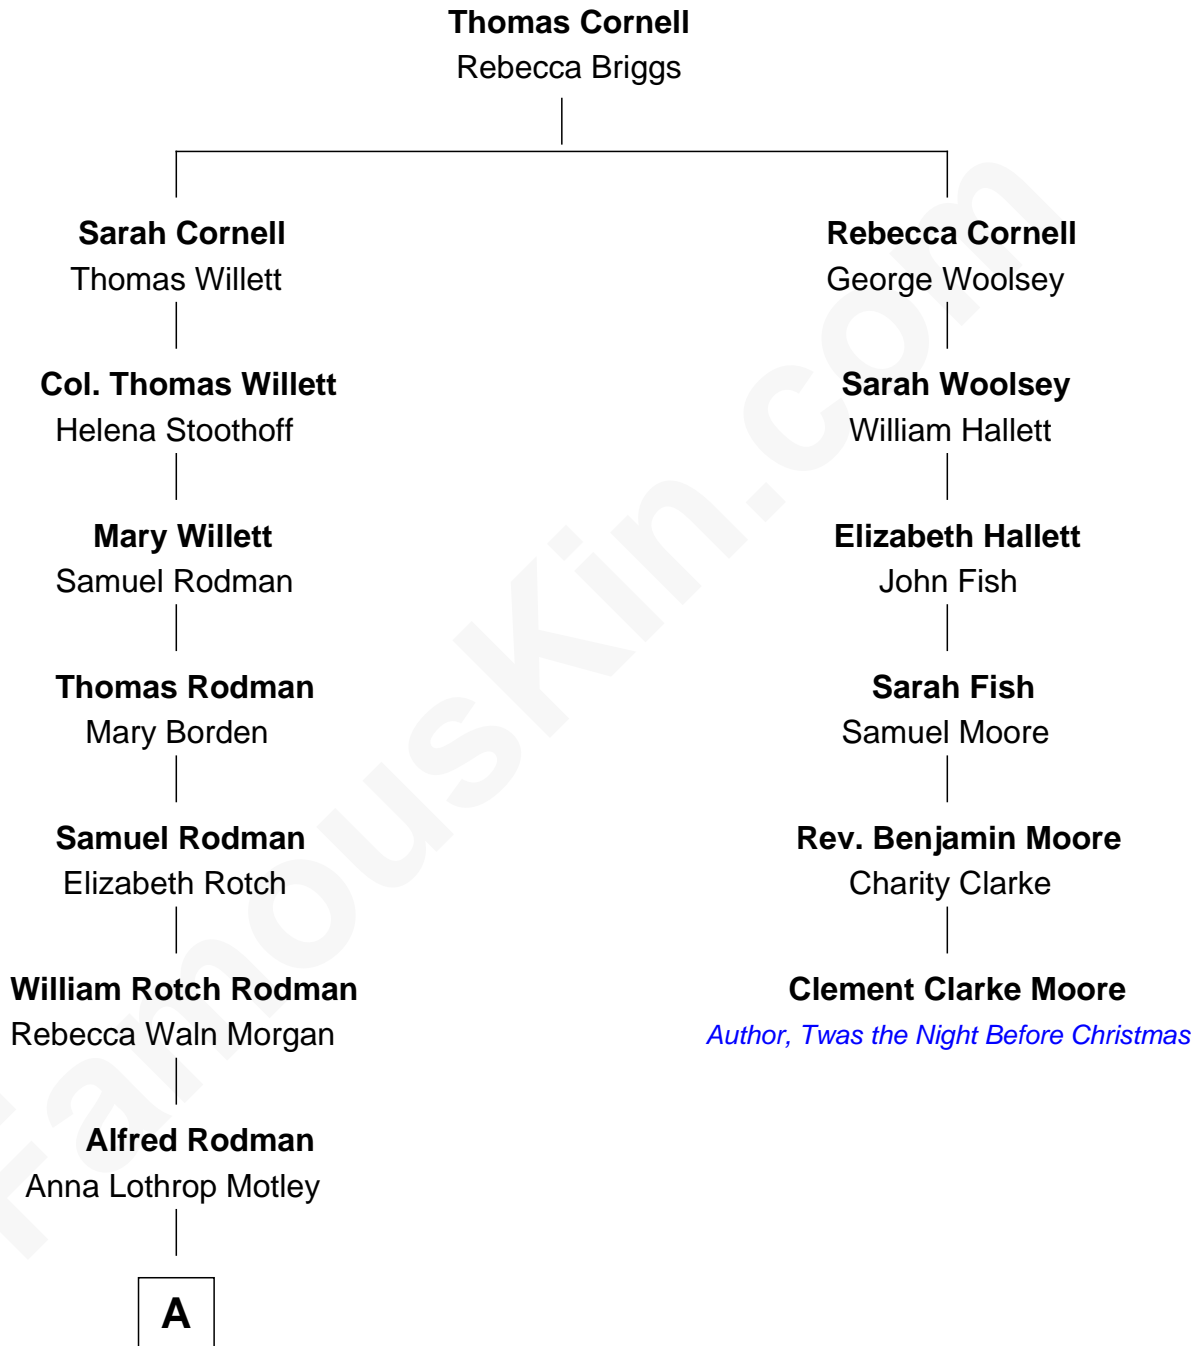 Thomas Cornell
Rebecca Briggs
Sarah Cornell
Thomas Willett
Col. Thomas Willett
Helena Stoothoff
Mary Willett
Samuel Rodman
Thomas Rodman
Mary Borden
Samuel Rodman
Elizabeth Rotch
William Rotch Rodman
Rebecca Waln Morgan
Alfred Rodman
Anna Lothrop Motley
A
Rebecca Cornell
George Woolsey
Sarah Woolsey
William Hallett
Elizabeth Hallett
John Fish
Sarah Fish
Samuel Moore
Rev. Benjamin Moore
Charity Clarke
Clement Clarke Moore
Author, Twas the Night Before Christmas
FamousKin.com